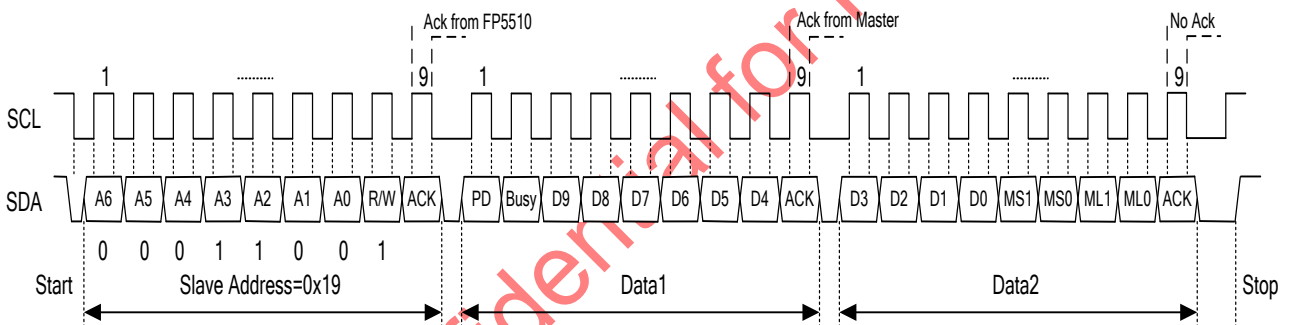 Ack from FP5510 Ack from Master No Ack
1 ......... 9 1 ......... 9 1 ......... 9
SCL
SDA A6 A5 A4 A3 A2 A1 A0 R/W ACK PD Busy D9 D8 D7 D6 D5 D4 ACK D3 D2 D1 D0 MS1 MS0 ML1 ML0 ACK
0 0 0 1 1 0 0 1
Start Slave Address=0x19 Data1 Data2 Stop